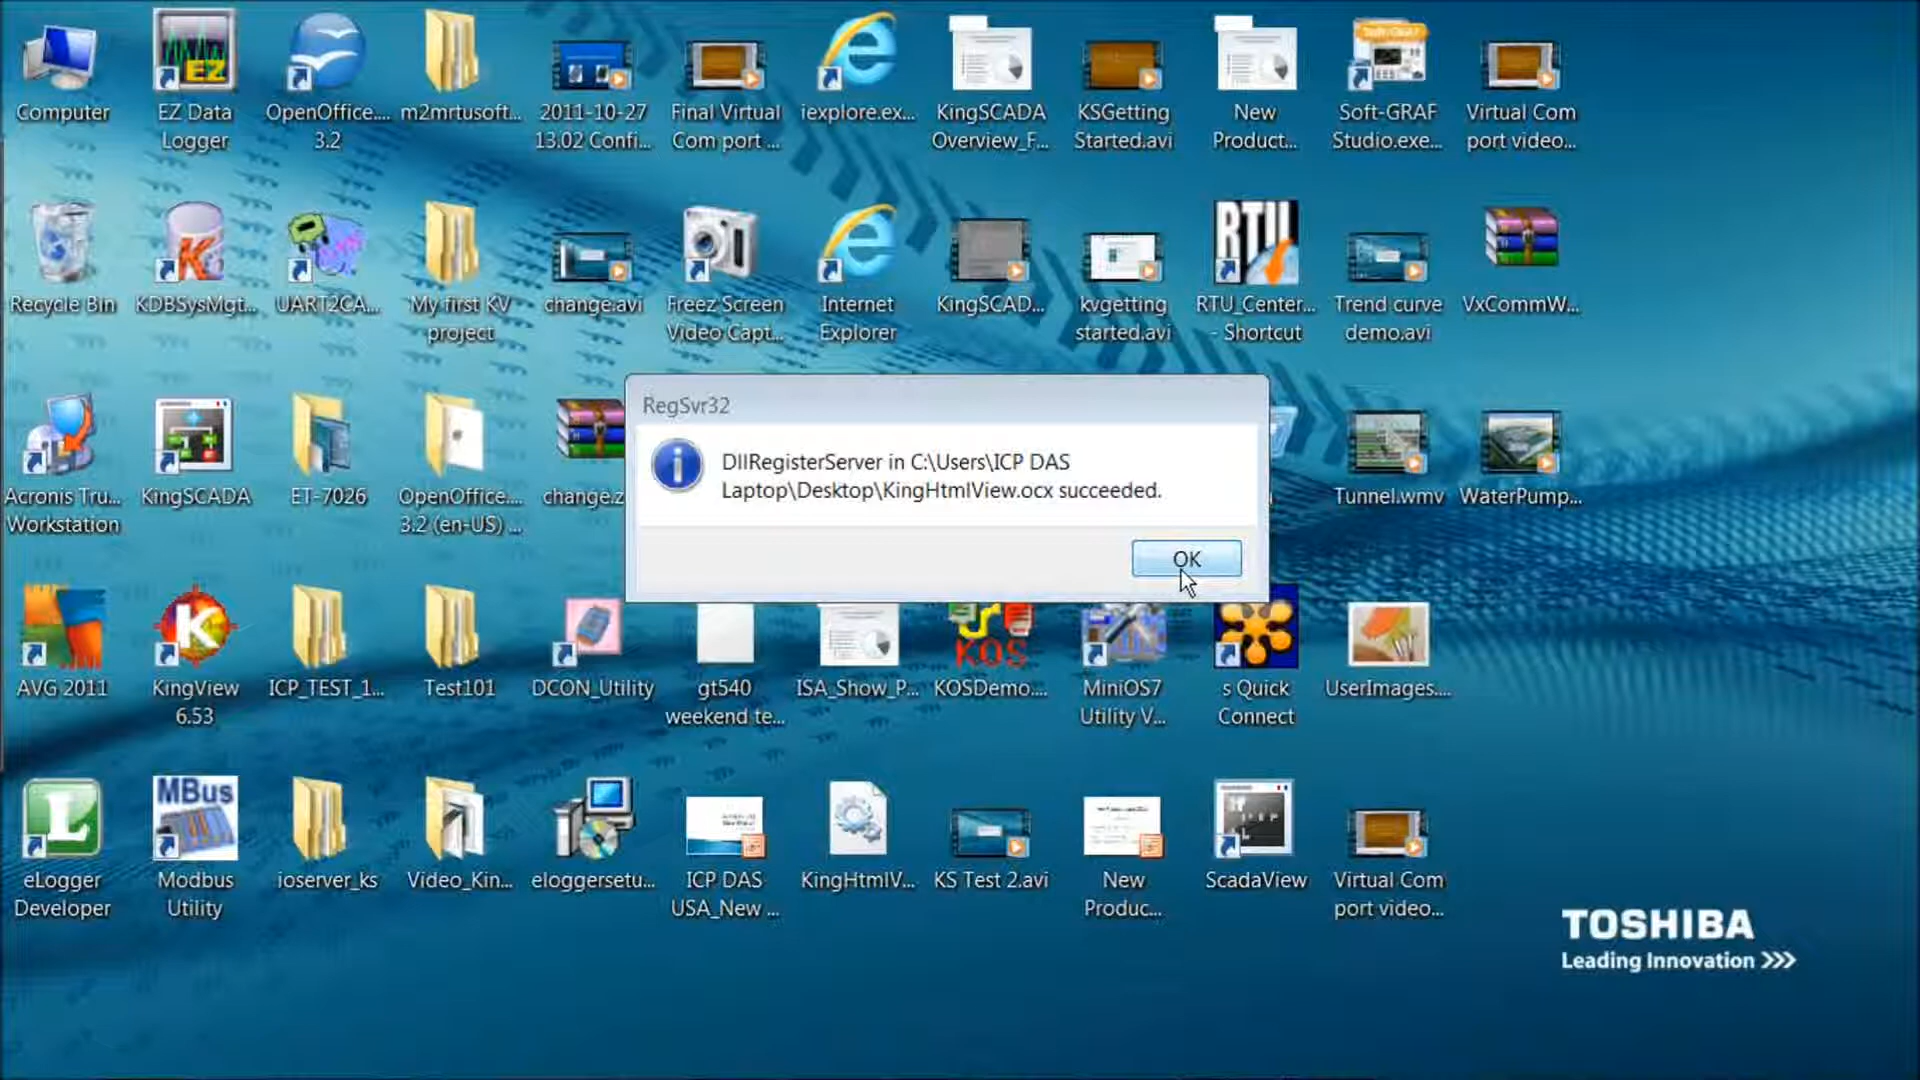 Computer
EZ Data
Logger
OpenOffice....
3.2
m2mrtusoft...
2011-10-27
13.02 Confi...
Final Virtual
Com port ...
iexplore.ex...
KingSCADA
Overview_F...
KSGetting
Started.avi
New
Product...
Soft-GRAF
Studio.exe...
Virtual Com
port video...
EZ
Soft-GRAF
Recycle Bin
KDBSysMgt...
UART2CA...
My first KV
project
change.avi
Freez Screen
Video Capt...
Internet
Explorer
KingSCAD...
kvgetting
started.avi
RTU
RTU_Center...
- Shortcut
Trend curve
demo.avi
VxCommW...
RegSvr32
DllRegisterServer in C:\Users\ICP DAS
Laptop\Desktop\KingHtmlView.ocx succeeded.
OK
Acronis Tru...
Workstation
KingSCADA
ET-7026
OpenOffice....
3.2 (en-US) ...
change.z
Tunnel.wmv
WaterPump...
AVG 2011
KingView
6.53
ICP_TEST_1...
Test101
DCON_Utility
gt540
weekend te...
ISA_Show_P...
KOS
KOSDemo....
MiniOS7
Utility V...
s Quick
Connect
UserImages....
MBus
eLogger
Developer
Modbus
Utility
ioserver_ks
Video_Kin...
eloggersetu...
ICP DAS
USA_New ...
KingHtmlV...
KS Test 2.avi
New
Produc...
ScadaView
Virtual Com
port video...
TOSHIBA
Leading Innovation >>>